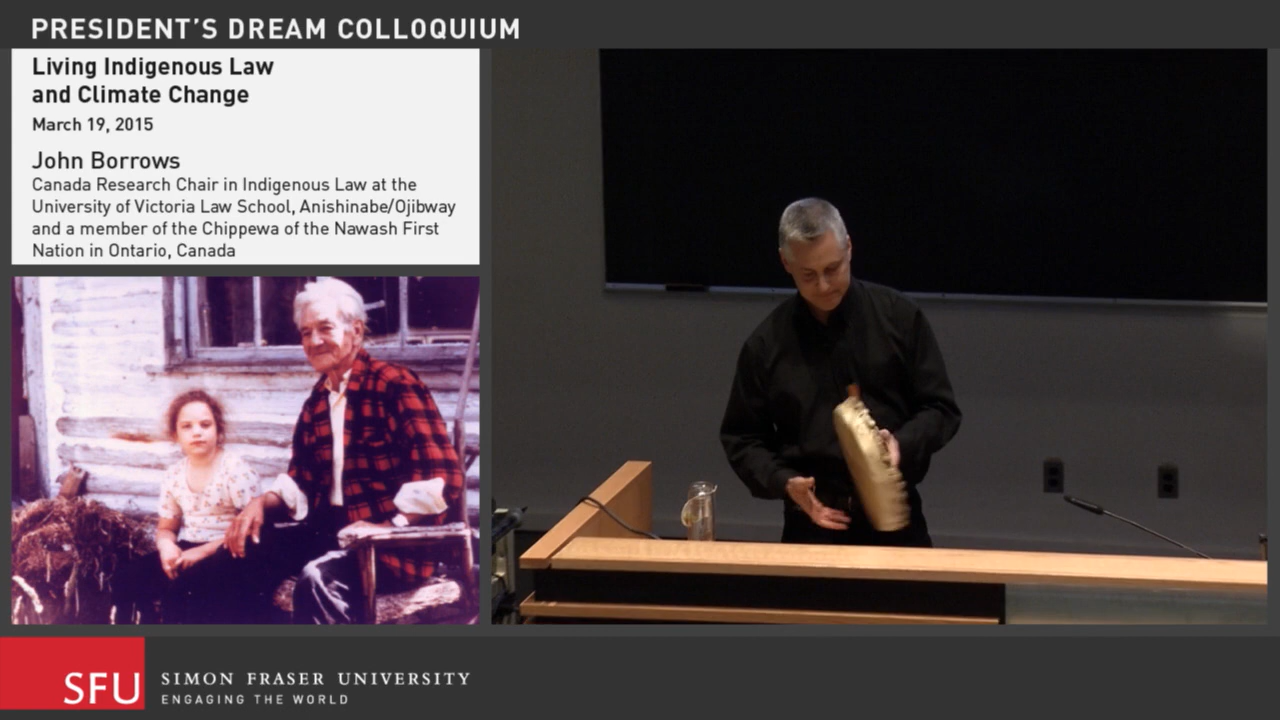 PRESIDENT'S DREAM COLLOQUIUM
Living Indigenous Law
and Climate Change
March 19, 2015
John Borrows
Canada Research Chair in Indigenous Law at the
University of Victoria Law School, Anishinabe/Ojibway
and a member of the Chippewa of the Nawash First
Nation in Ontario, Canada
SFU
SIMON FRASER UNIVERSITY
ENGAGING THE WORLD